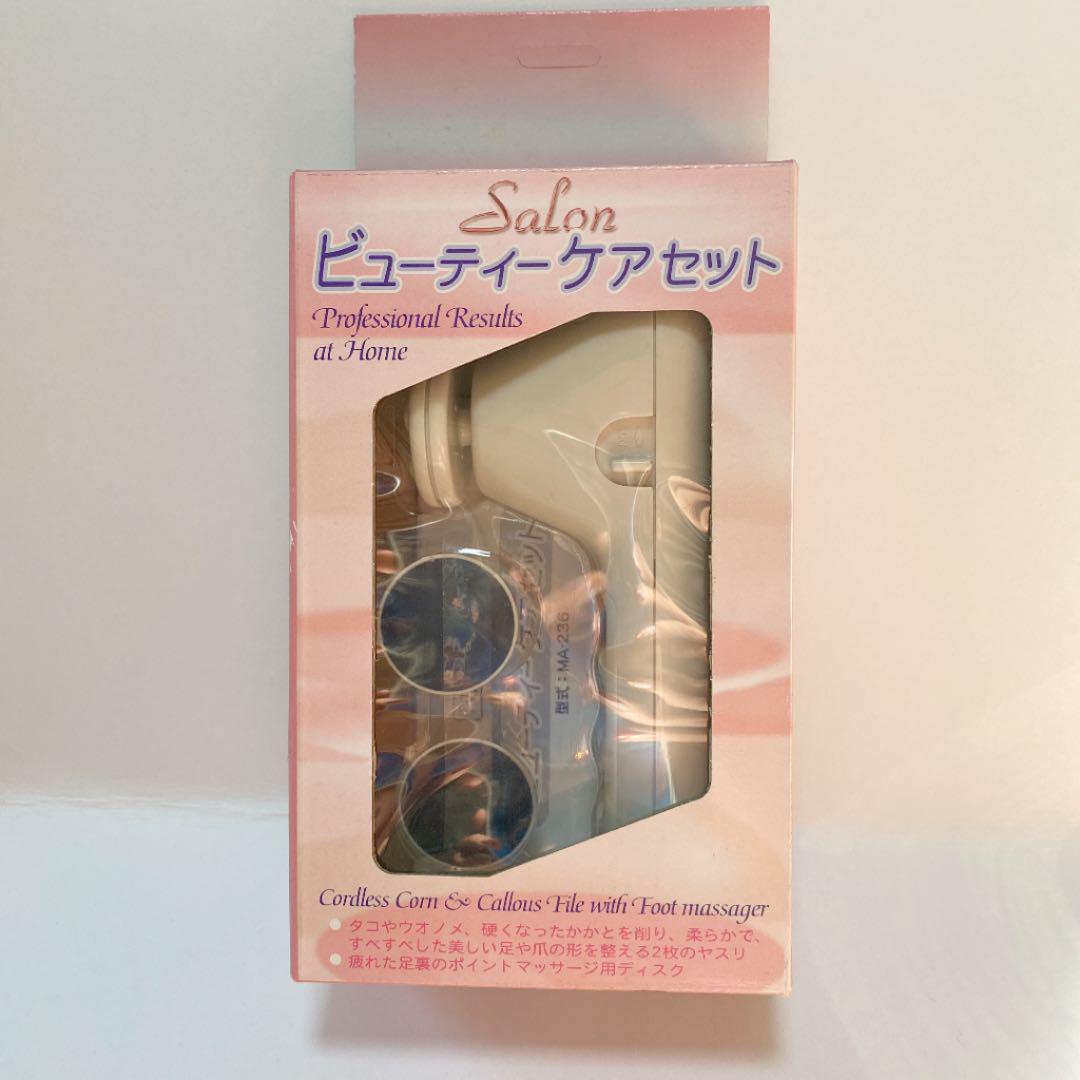 Salon
ビューティーケアセット
Professional Results
at Home
型式：MA-236
Cordless Corn & Callous File with Foot massager
● タコやウオノメ、硬くなったかかとを削り、柔らかで、
すべすべした美しい足や爪の形を整える2枚のヤスリ
● 疲れた足裏のポイントマッサージ用ディスク